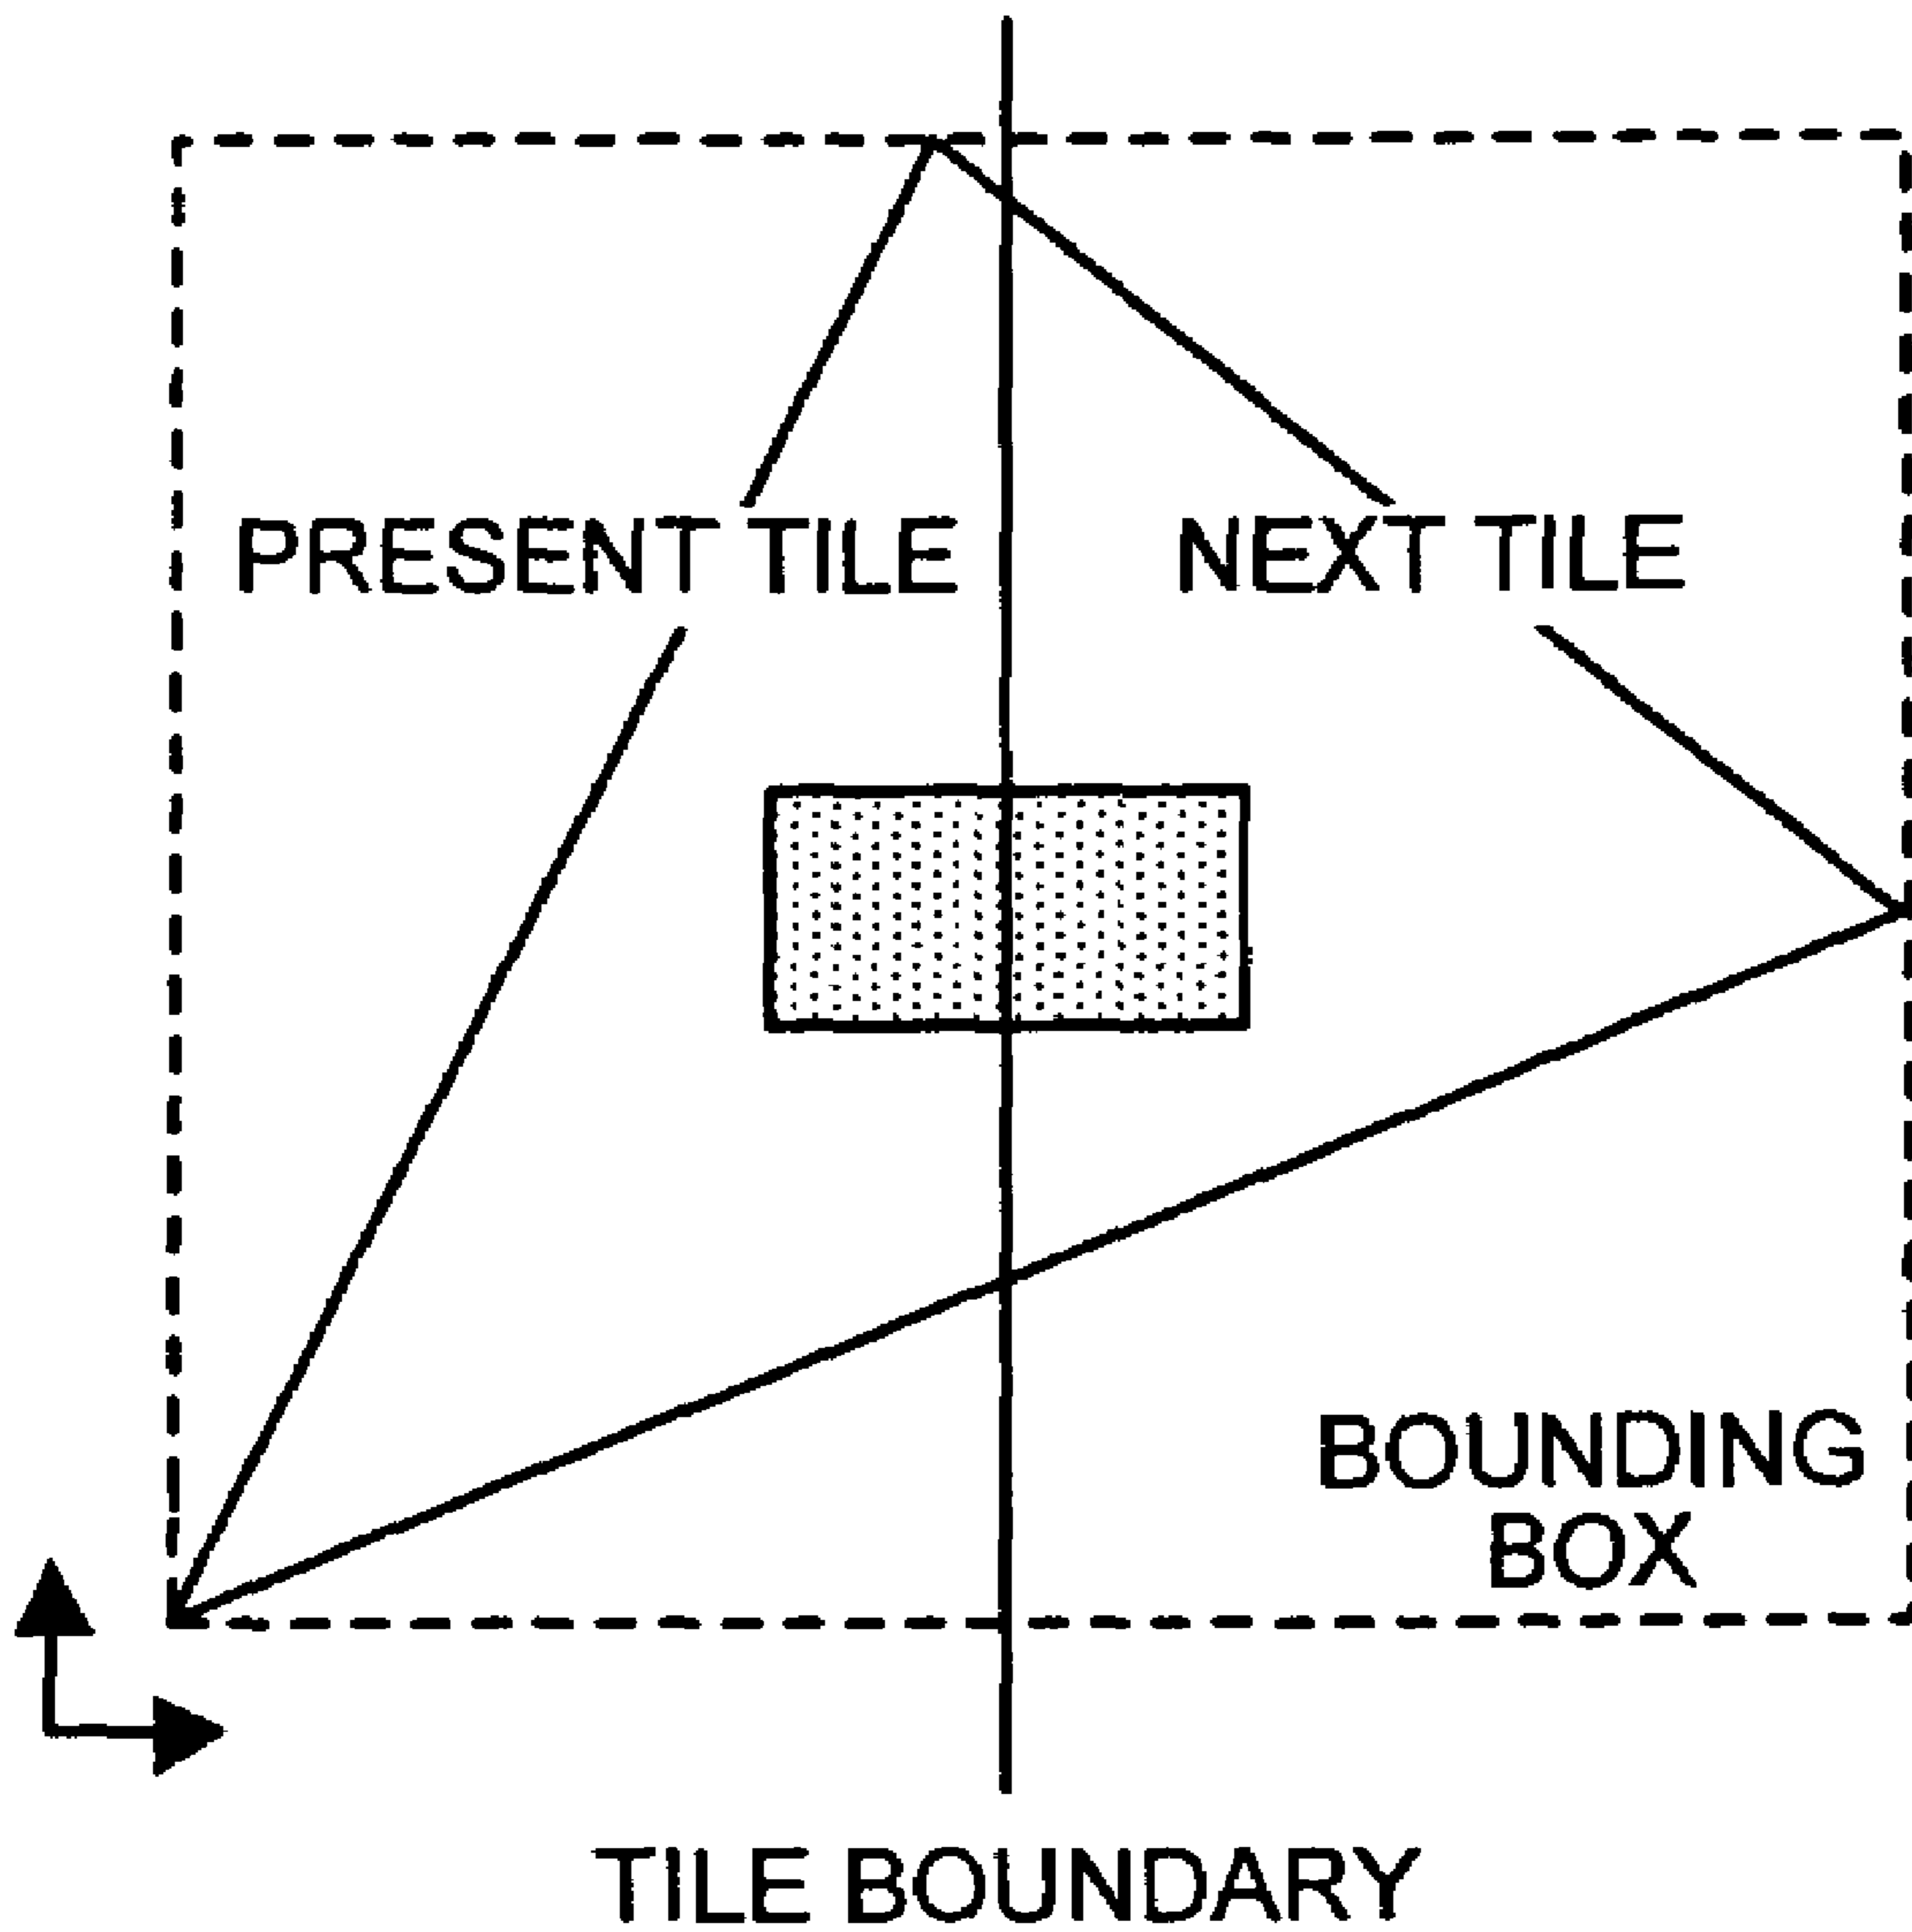 PRESENT TILE
NEXT TILE
BOUNDING
BOX
TILE BOUNDARY